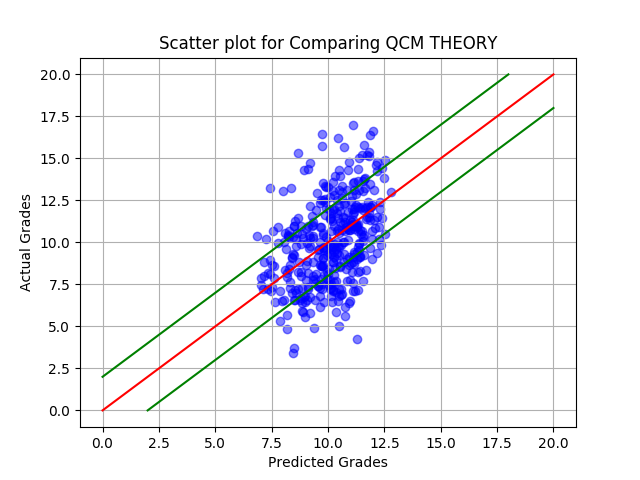 Scatter plot for Comparing QCM THEORY
20.0
17.5
15.0
12.5
10.0
7.5
5.0
2.5
0.0
Actual Grades
0.0 2.5 5.0 7.5 10.0 12.5 15.0 17.5 20.0
Predicted Grades